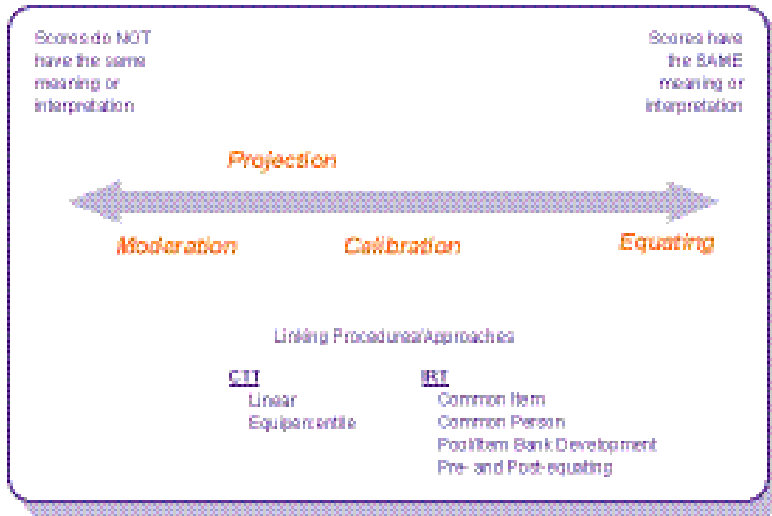 Scores do NOT
have the same
meaning or
interpretation
Scores have
the SAME
meaning or
interpretation
Projection
Moderation
Calibration
Equating
Linking Procedures/Approaches
CTT
Linear
Equipercentile
IRT
Common Item
Common Person
Pool/Item Bank Development
Pre- and Post-equating